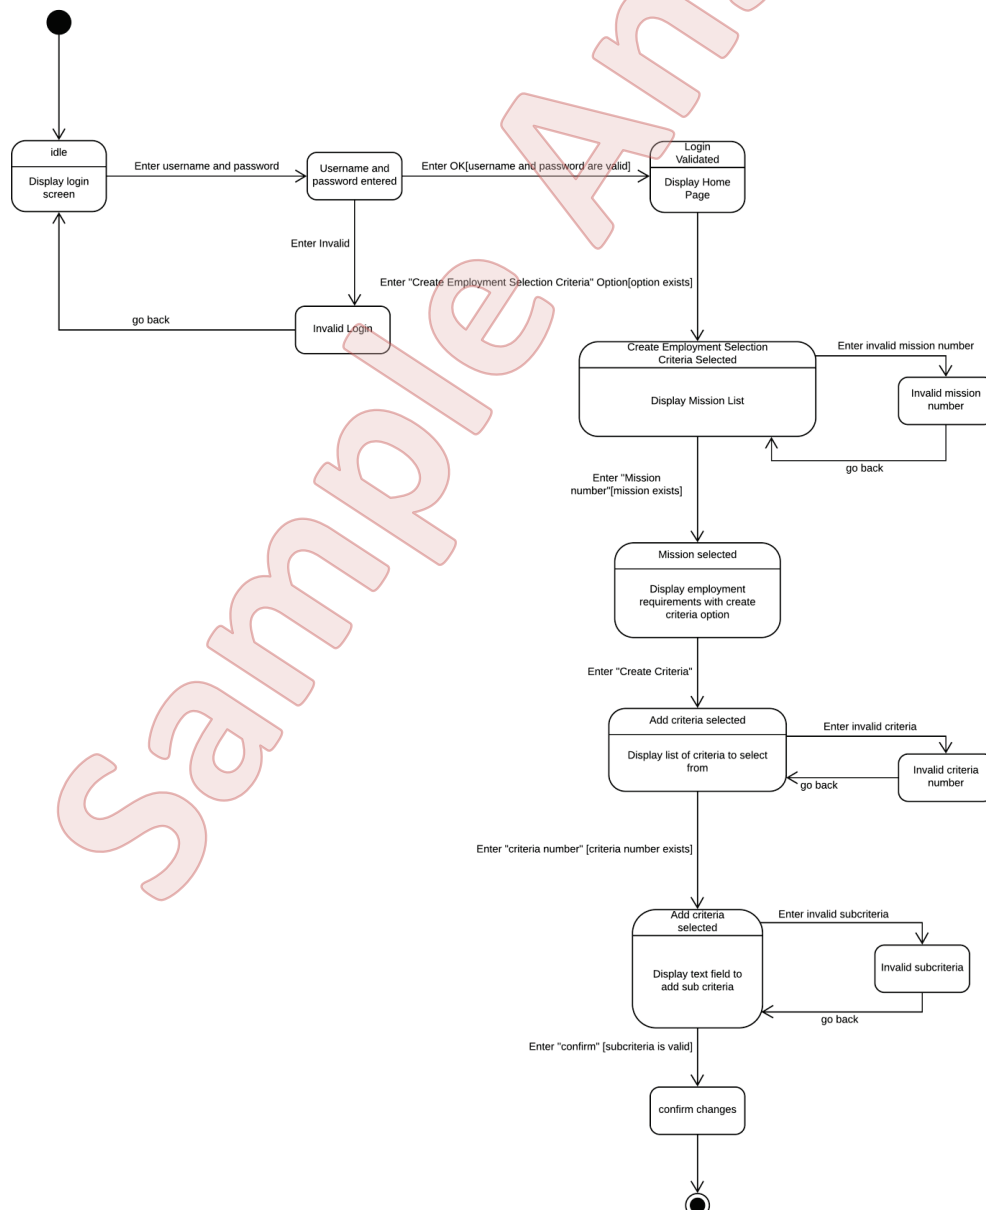 idle
Display login
screen
Enter username and password
Username and
password entered
Enter OK[username and password are valid]
Login
Validated
Display Home
Page
Enter Invalid
Enter "Create Employment Selection Criteria" Option[option exists]
go back
Invalid Login
Create Employment Selection
Criteria Selected
Display Mission List
Enter invalid mission number
Invalid mission
number
go back
Enter "Mission
number"[mission exists]
Mission selected
Display employment
requirements with create
criteria option
Enter "Create Criteria"
Add criteria selected
Display list of criteria to select
from
Enter invalid criteria
Invalid criteria
number
go back
Enter "criteria number" [criteria number exists]
Add criteria
selected
Display text field to
add sub criteria
Enter invalid subcriteria
Invalid subcriteria
go back
Enter "confirm" [subcriteria is valid]
confirm changes
Sample